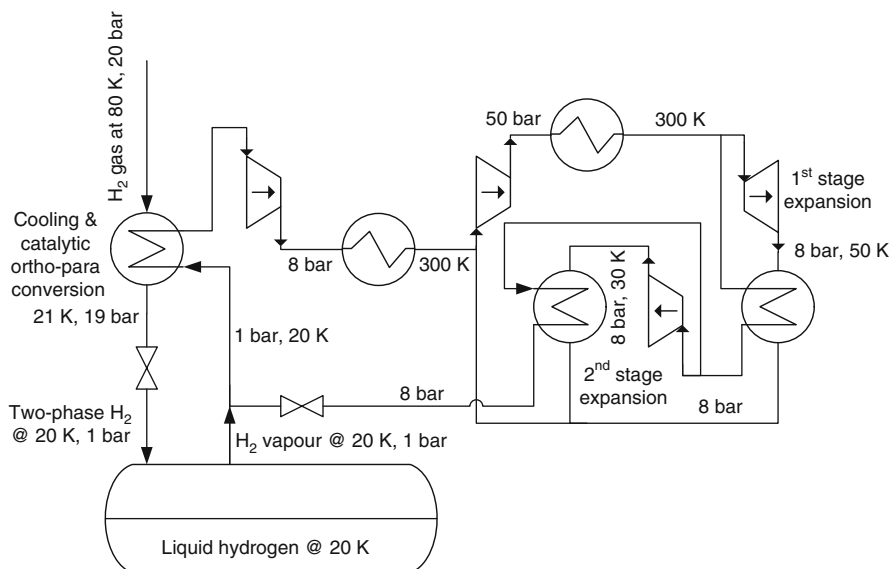 H2 gas at 80 K, 20 bar
50 bar
300 K
1st stage
expansion
Cooling &
catalytic
ortho-para
conversion
8 bar
300 K
8 bar, 50 K
8 bar, 30 K
21 K, 19 bar
1 bar, 20 K
2nd stage
expansion
8 bar
8 bar
Two-phase H2
@ 20 K, 1 bar
H2 vapour @ 20 K, 1 bar
Liquid hydrogen @ 20 K